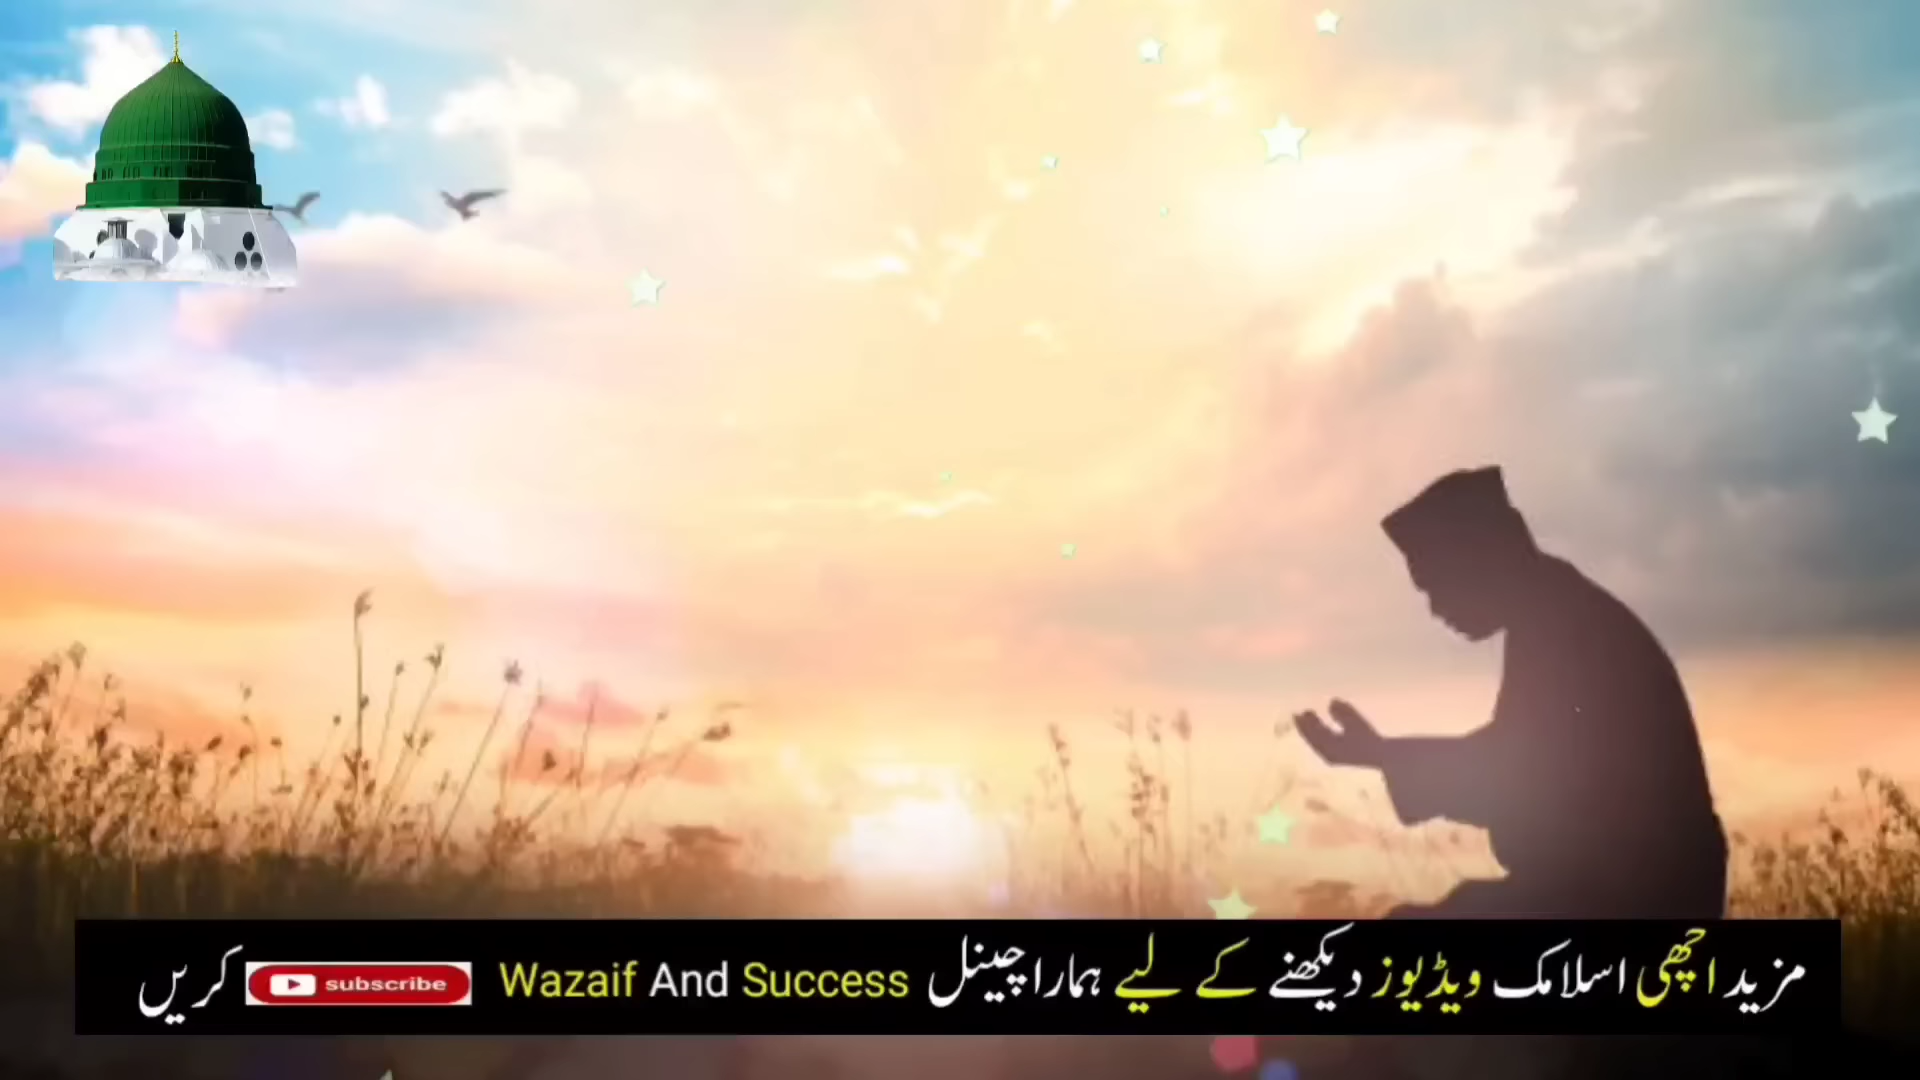 مزید اچھی اسلامک ویڈیوز دیکھنے کے لیے ہمارا چینل Wazaif And Success subscribe کریں